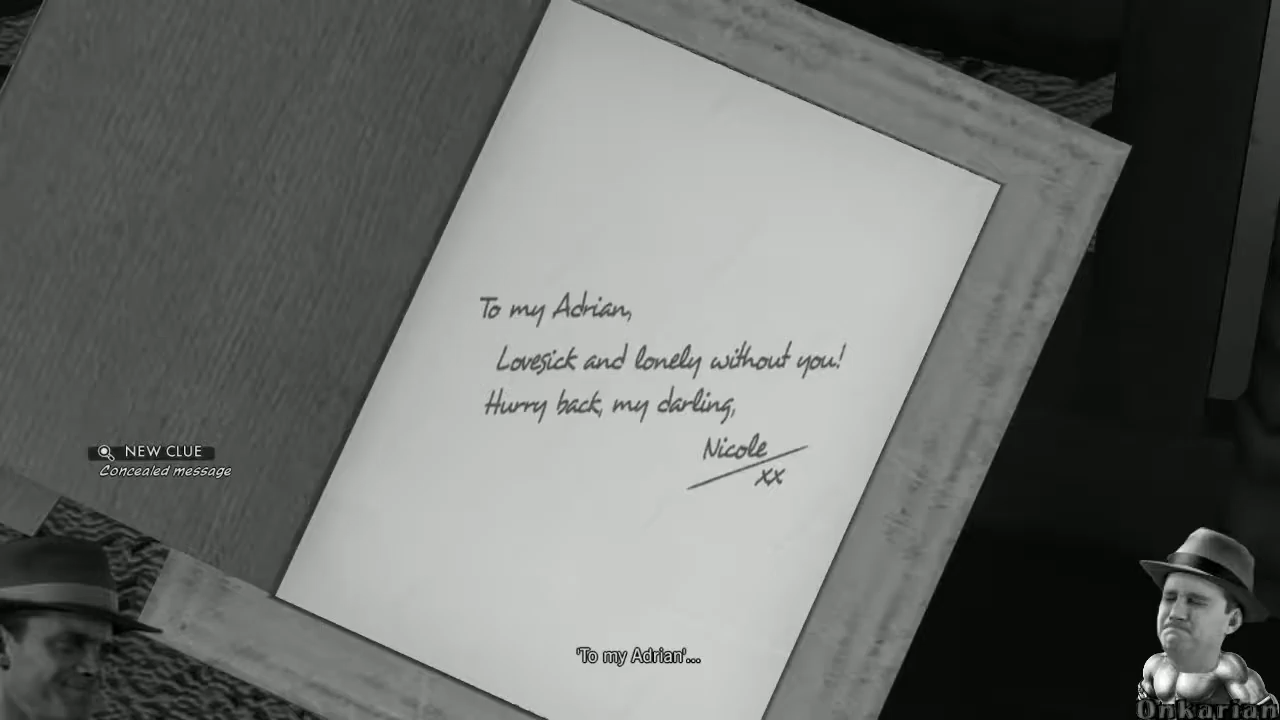 To my Adrian,
Lovesick and lonely without you!
Hurry back, my darling,
Nicole
xx
NEW CLUE
Concealed message
'To my Adrian'...
Onkarian